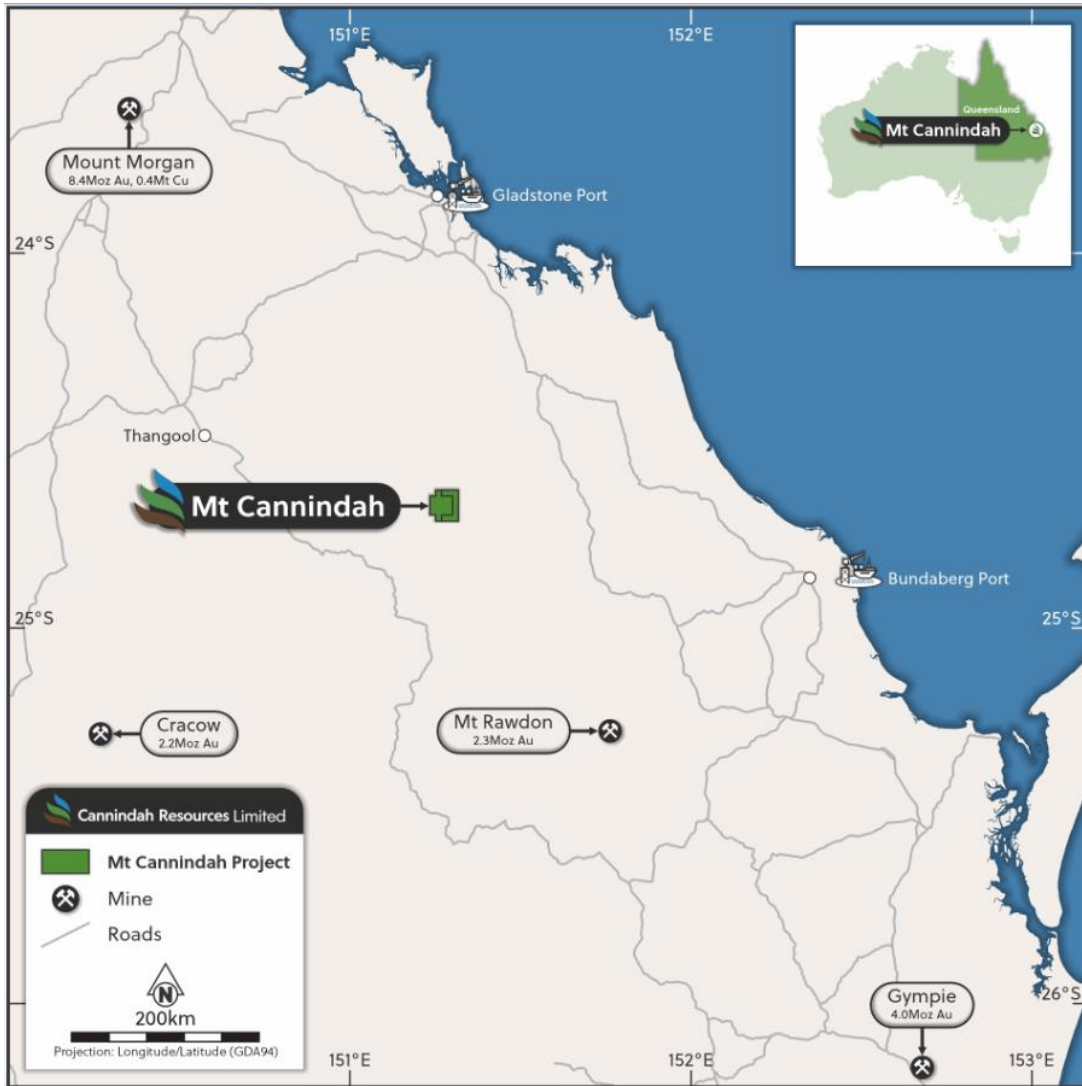 151°E
152°E
Queensland
Mt Cannindah
Mount Morgan
8.4Moz Au, 0.4Mt Cu
Gladstone Port
24°S
Thangool
Mt Cannindah
Bundaberg Port
25°S
25°S
Cracow
2.2Moz Au
Mt Rawdon
2.3Moz Au
Cannindah Resources Limited
Mt Cannindah Project
Mine
Roads
N
200km
Projection: Longitude/Latitude (GDA94)
Gympie
4.0Moz Au
26°S
151°E
152°E
153°E